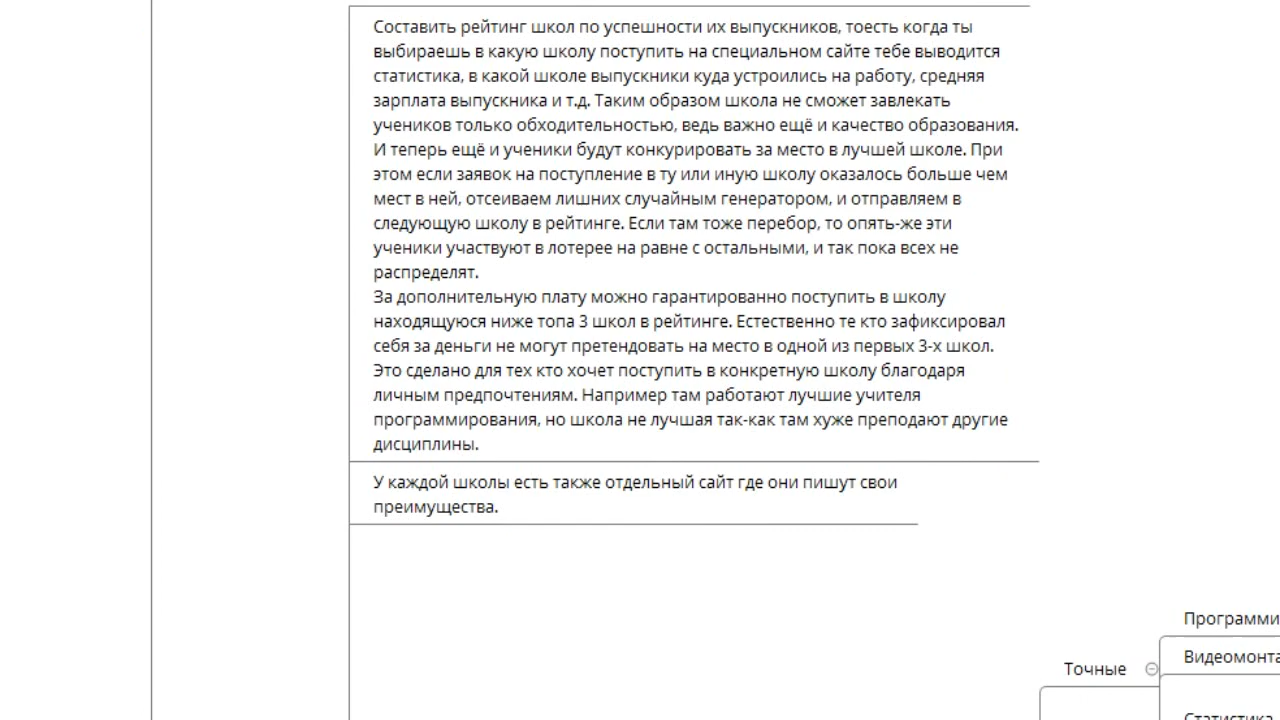 Составить рейтинг школ по успешности их выпускников, тоесть когда ты
выбираешь в какую школу поступить на специальном сайте тебе выводится
статистика, в какой школе выпускники куда устроились на работу, средняя
зарплата выпускника и т.д. Таким образом школа не сможет завлекать
учеников только обходительностью, ведь важно ещё и качество образования.
И теперь ещё и ученики будут конкурировать за место в лучшей школе. При
этом если заявок на поступление в ту или иную школу оказалось больше чем
мест в ней, отсеиваем лишних случайным генератором, и отправляем в
следующую школу в рейтинге. Если там тоже перебор, то опять-же эти
ученики участвуют в лотерее на равне с остальными, и так пока всех не
распределят.
За дополнительную плату можно гарантированно поступить в школу
находящуюся ниже топа 3 школ в рейтинге. Естественно те кто зафиксировал
себя за деньги не могут претендовать на место в одной из первых 3-х школ.
Это сделано для тех кто хочет поступить в конкретную школу благодаря
личным предпочтениям. Например там работают лучшие учителя
программирования, но школа не лучшая так-как там хуже преподают другие
дисциплины.
У каждой школы есть также отдельный сайт где они пишут свои
преимущества.
Программи
Точные
Видеомонта
Статистика